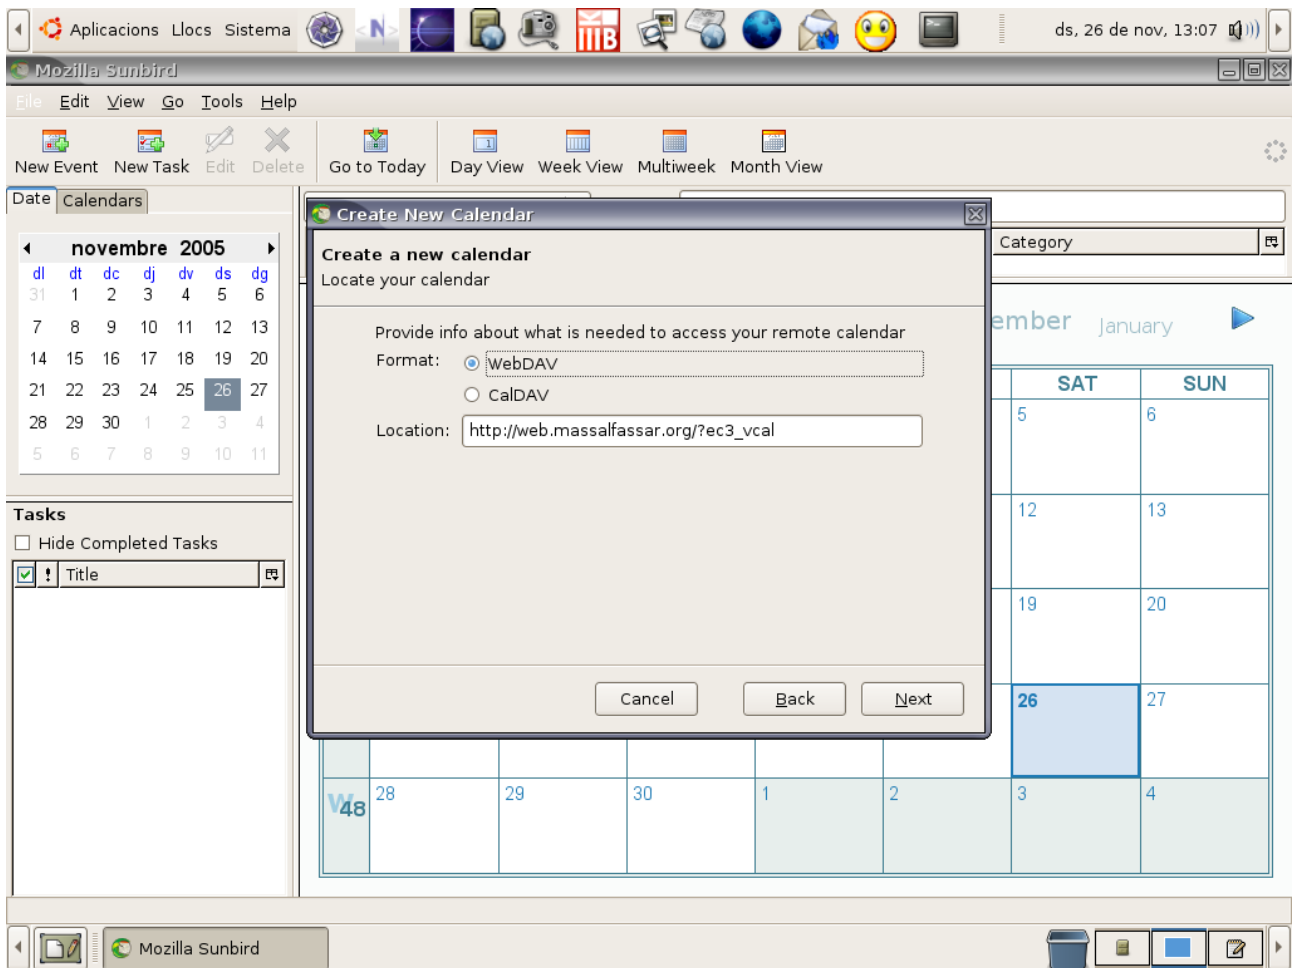 Aplicacions Llocs Sistema
<N>
ds, 26 de nov, 13:07
Mozilla Sunbird
File Edit View Go Tools Help
New Event New Task Edit Delete Go to Today Day View Week View Multiweek Month View
Date Calendars
novembre 2005
dl dt dc dj dv ds dg
31 1 2 3 4 5 6
7 8 9 10 11 12 13
14 15 16 17 18 19 20
21 22 23 24 25 26 27
28 29 30 1 2 3 4
5 6 7 8 9 10 11
Tasks
Hide Completed Tasks
! Title
Create New Calendar
Create a new calendar
Locate your calendar
Provide info about what is needed to access your remote calendar
Format: WebDAV
CalDAV
Location: http://web.massalfassar.org/?ec3_vcal
Cancel Back Next
Category
ember January
SAT SUN
5 6
12 13
19 20
26 27
W48 28 29 30 1 2 3 4
Mozilla Sunbird